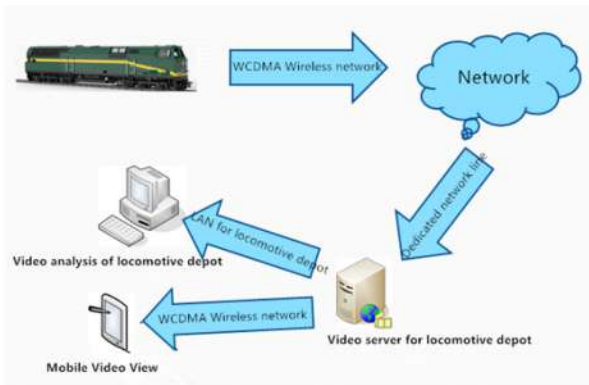 WCDMA Wireless network
Network
Dedicated network line
LAN for locomotive depot
Video analysis of locomotive depot
Video server for locomotive depot
WCDMA Wireless network
Mobile Video View